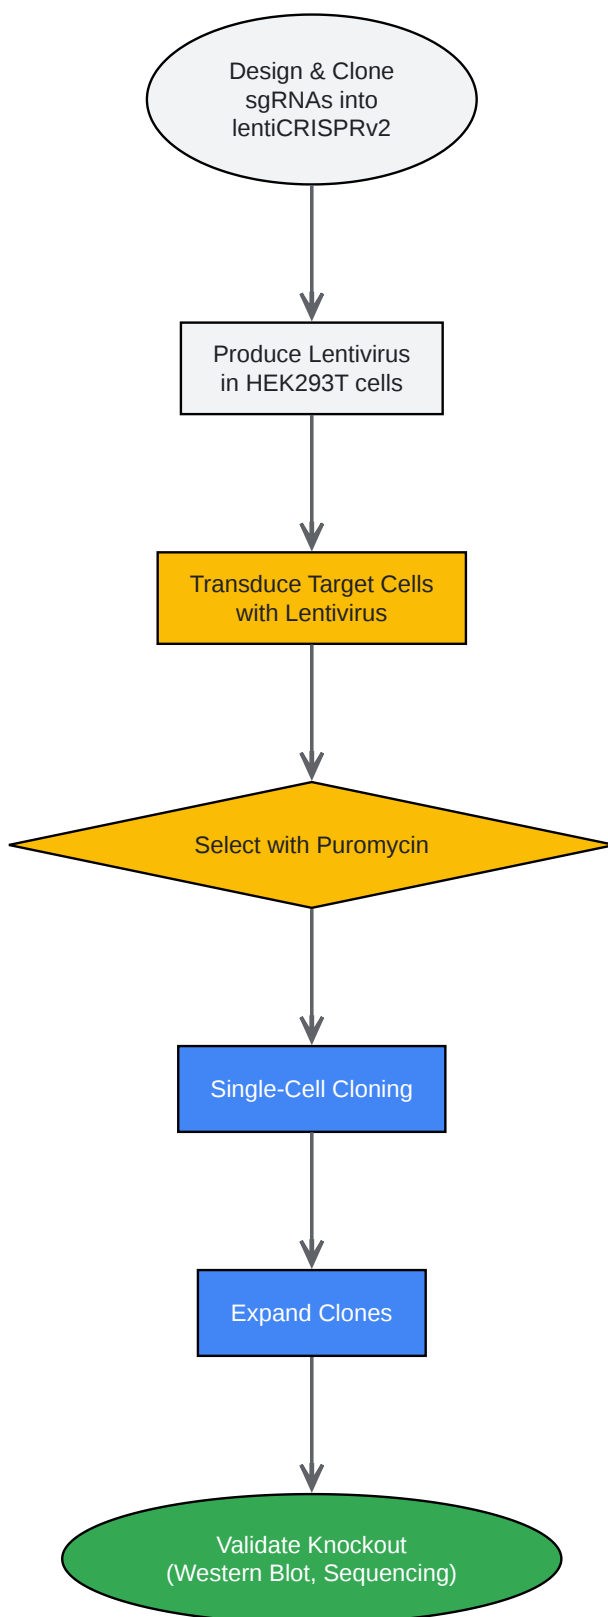 Design & Clone
sgRNAs into
lentiCRISPRv2
Produce Lentivirus
in HEK293T cells
Transduce Target Cells
with Lentivirus
Select with Puromycin
Single-Cell Cloning
Expand Clones
Validate Knockout
(Western Blot, Sequencing)